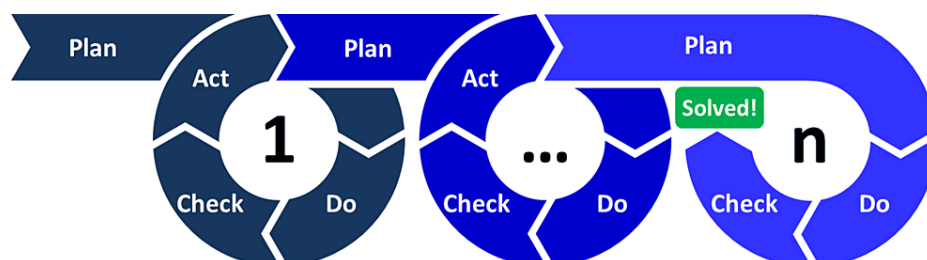 Plan
Plan
Plan
Act
Act
Solved!
1
...
n
Check
Do
Check
Do
Check
Do